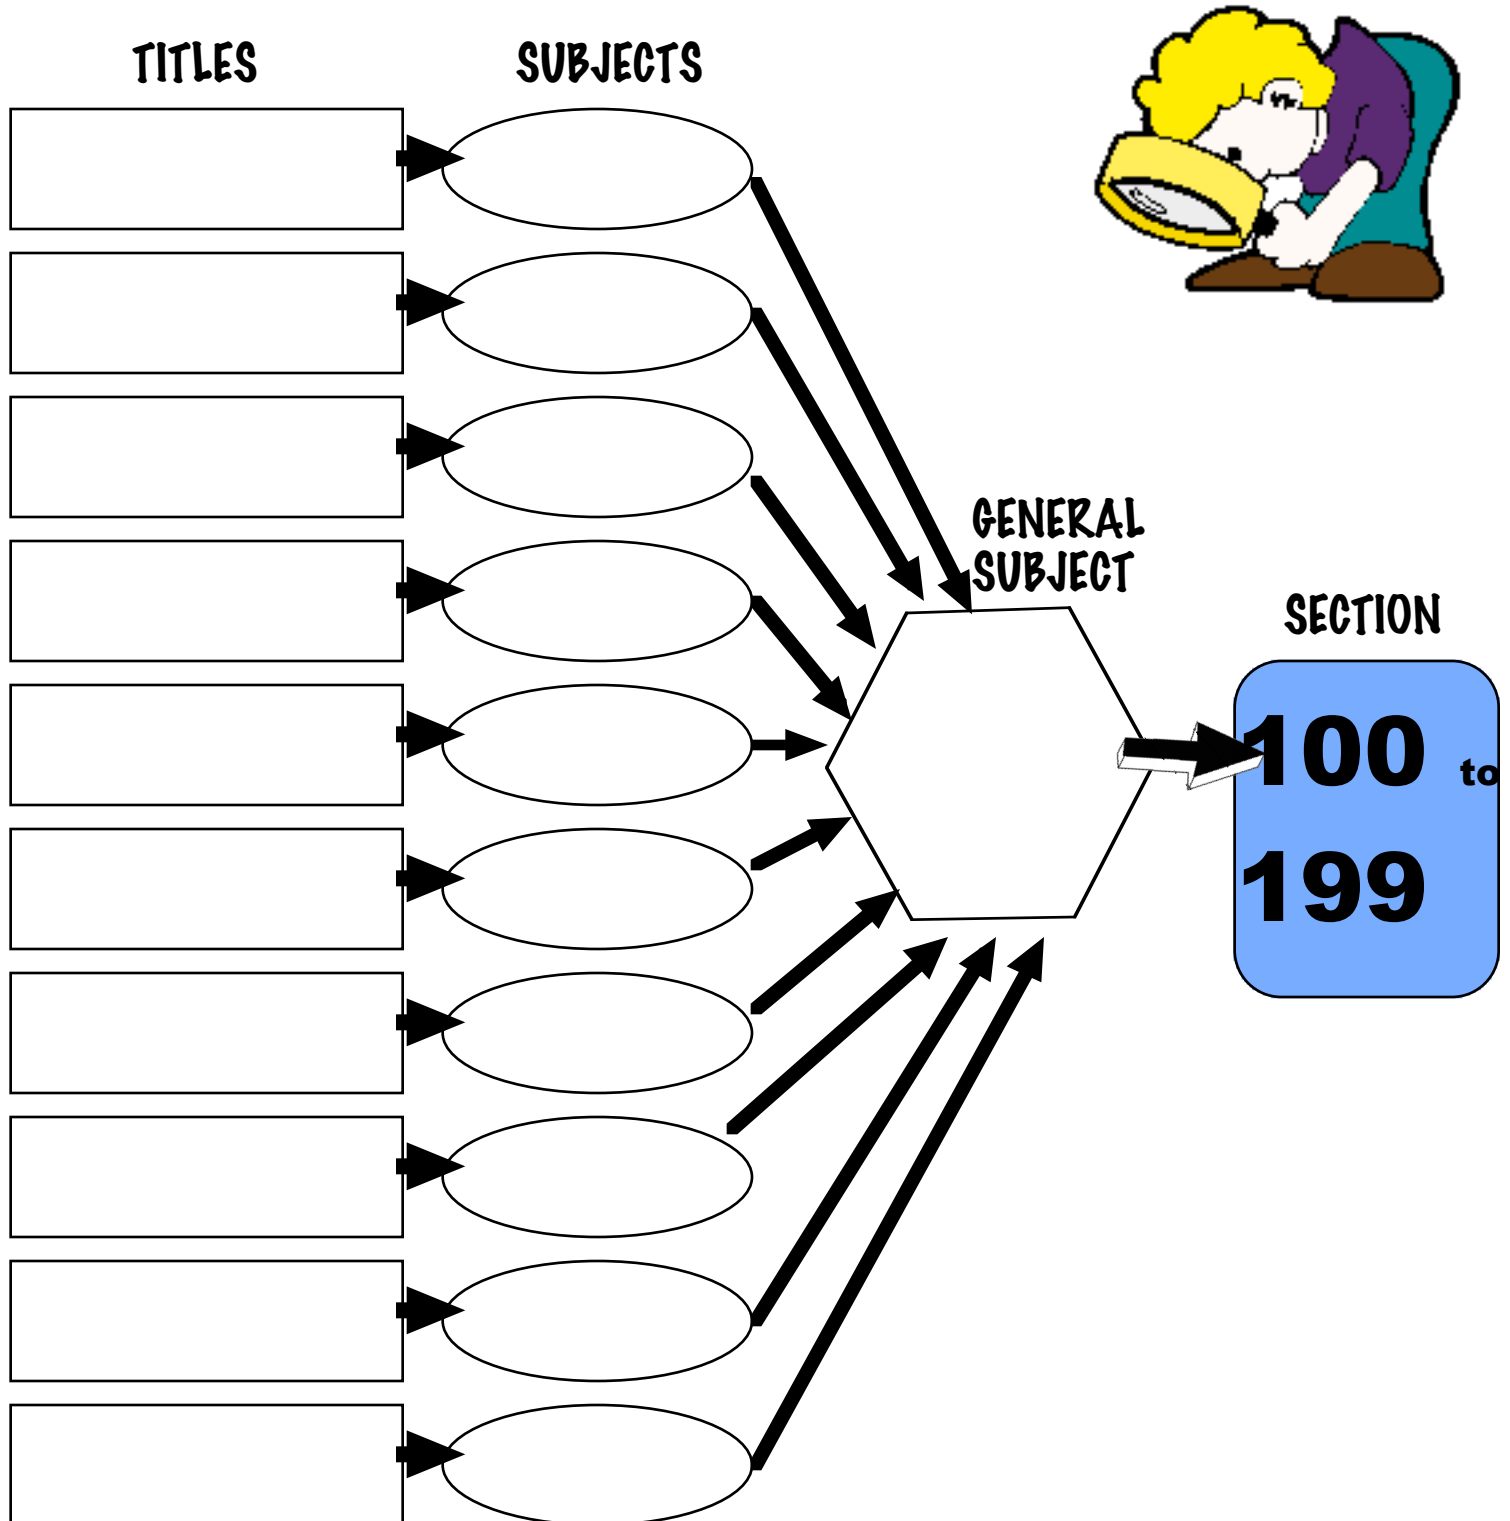 TITLES
SUBJECTS
GENERAL
SUBJECT
SECTION
100 to
199